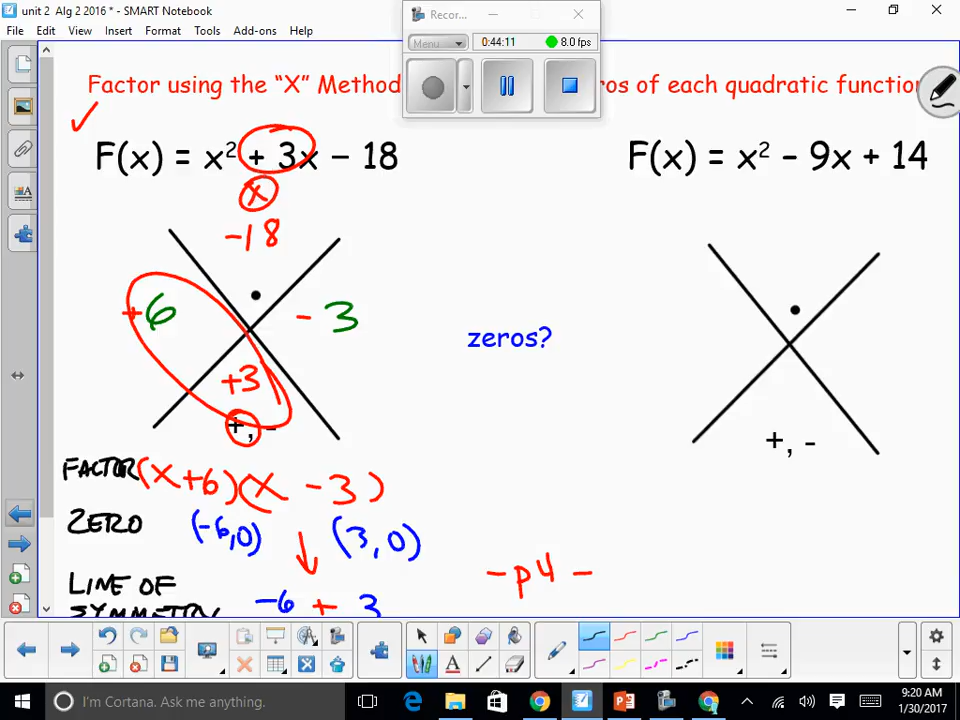 unit 2 Alg 2 2016 * - SMART Notebook
Recor...
File Edit View Insert Format Tools Add-ons Help
Menu 0:44:11 8.0 fps
Factor using the “X” Method ros of each quadratic function
F(x) = x² + 3x – 18
F(x) = x² – 9x + 14
x
-18
+6
- 3
zeros?
+3
+, -
+, -
FACTOR (x+6)(x - 3)
ZERO (-6,0) (3,0)
- p4 -
LINE OF
SYMMETRY -6 + 3
I'm Cortana. Ask me anything.
9:20 AM
1/30/2017